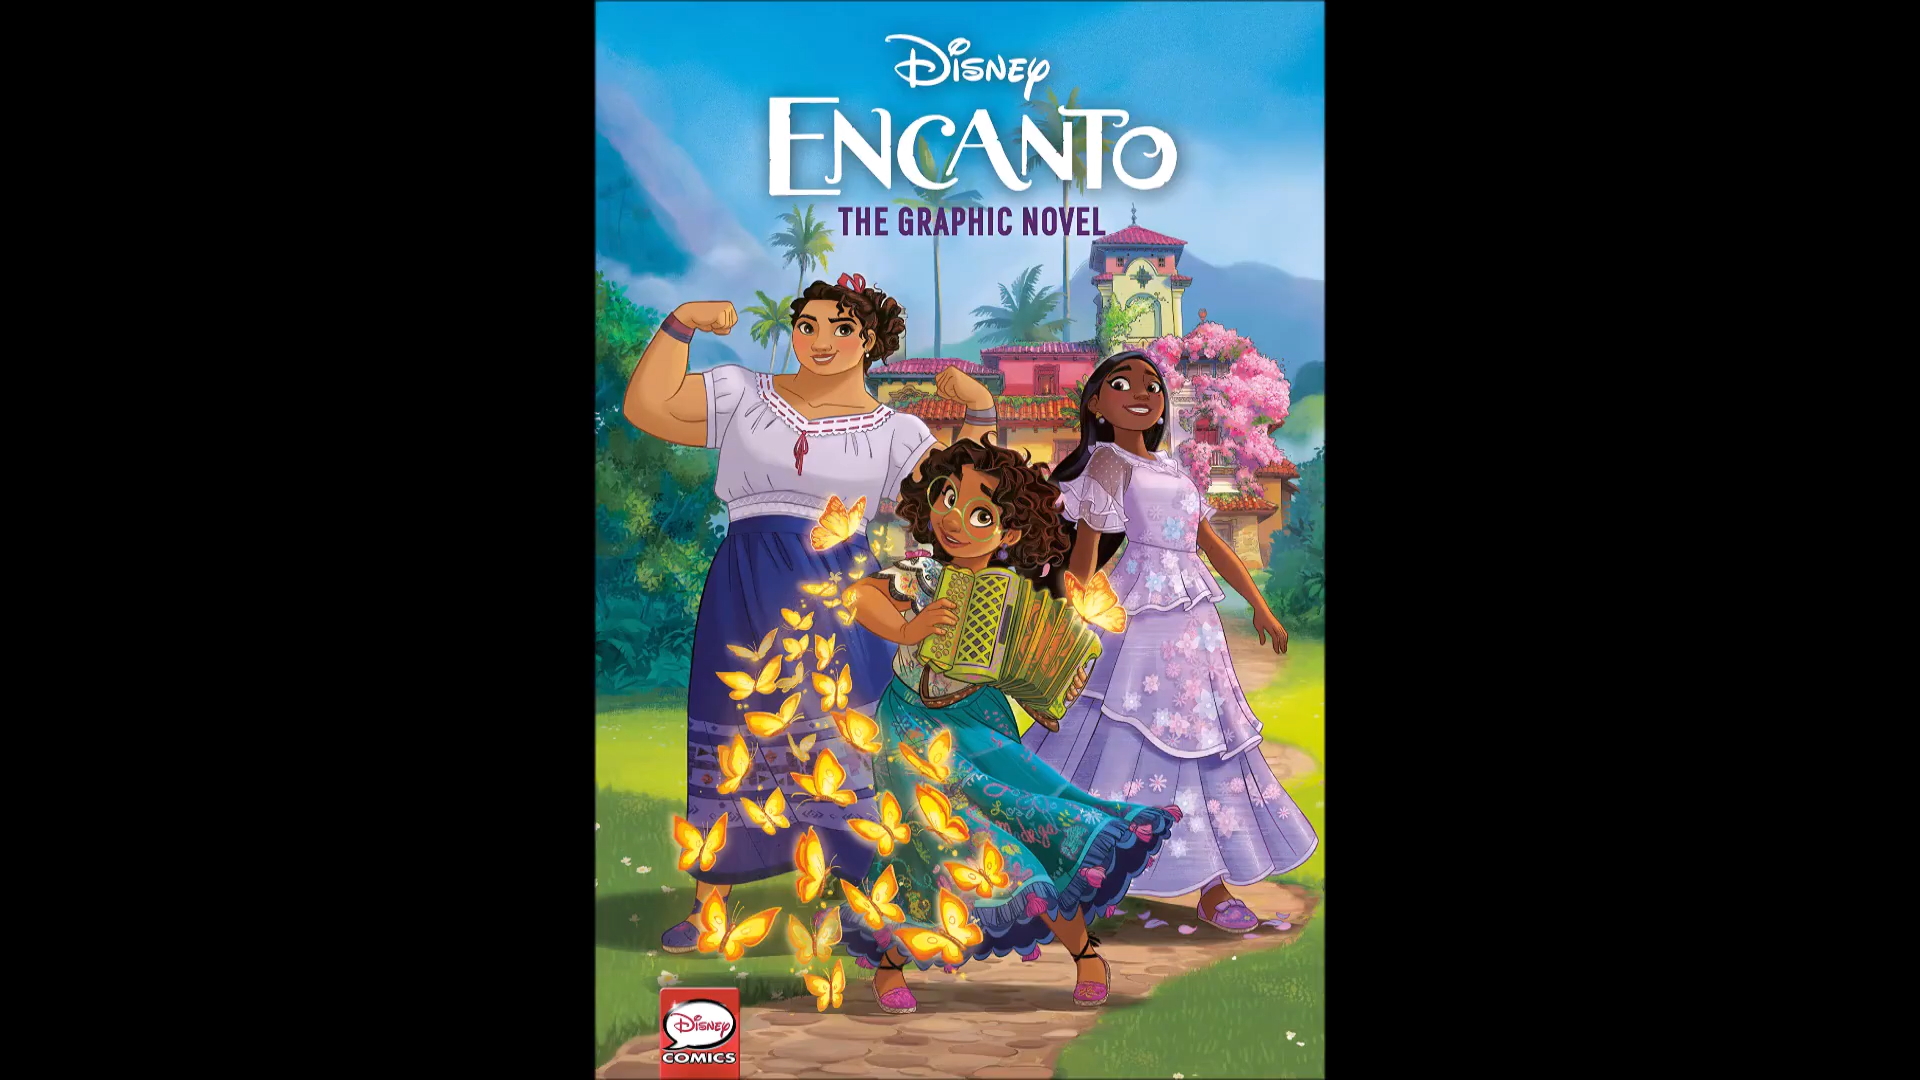 Disney
ENCANTO
THE GRAPHIC NOVEL
Disney
COMICS